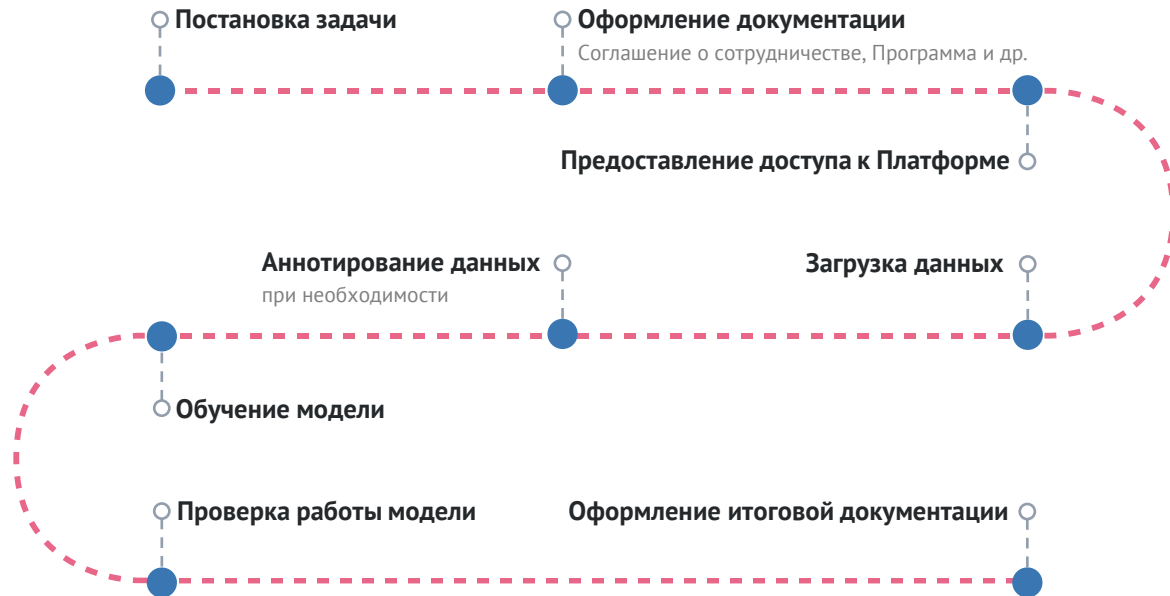 Постановка задачи
Оформление документации
Соглашение о сотрудничестве, Программа и др.
Предоставление доступа к Платформе
Загрузка данных
Аннотирование данных
при необходимости
Обучение модели
Проверка работы модели
Оформление итоговой документации